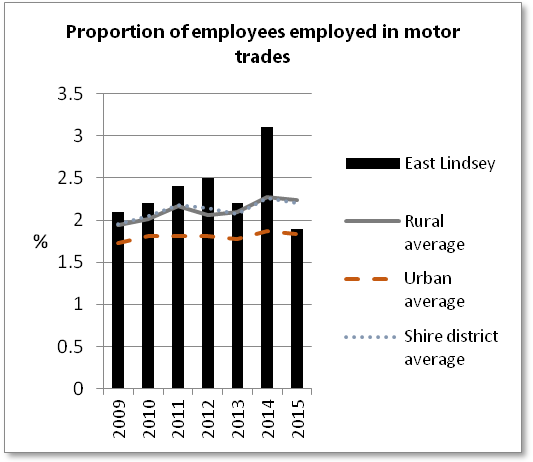 Proportion of employees employed in motor
trades
3.5
3
2.5
2
1.5
1
0.5
0
%
2009
2010
2011
2012
2013
2014
2015
East Lindsey
Rural
average
Urban
average
Shire district
average